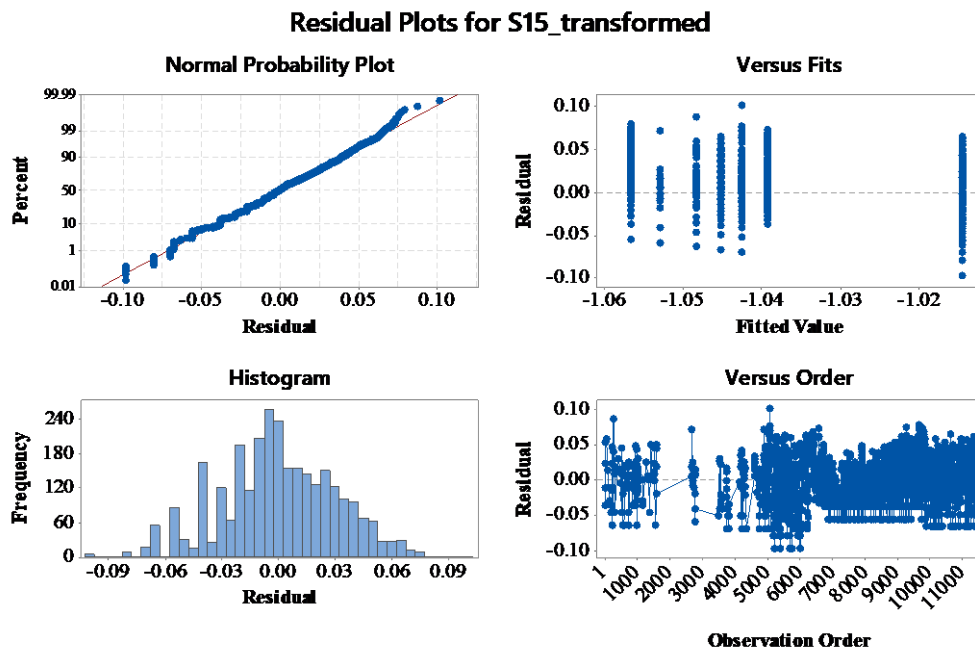 Residual Plots for S15_transformed
Normal Probability Plot
99.99
99
90
50
10
1
0.01
Percent
-0.10 -0.05 0.00 0.05 0.10
Residual
Versus Fits
0.10
0.05
0.00
-0.05
-0.10
Residual
-1.06 -1.05 -1.04 -1.03 -1.02
Fitted Value
Histogram
240
180
120
60
0
Frequency
-0.09 -0.06 -0.03 0.00 0.03 0.06 0.09
Residual
Versus Order
0.10
0.05
0.00
-0.05
-0.10
Residual
1 1000 2000 3000 4000 5000 6000 7000 8000 9000 10000 11000
Observation Order